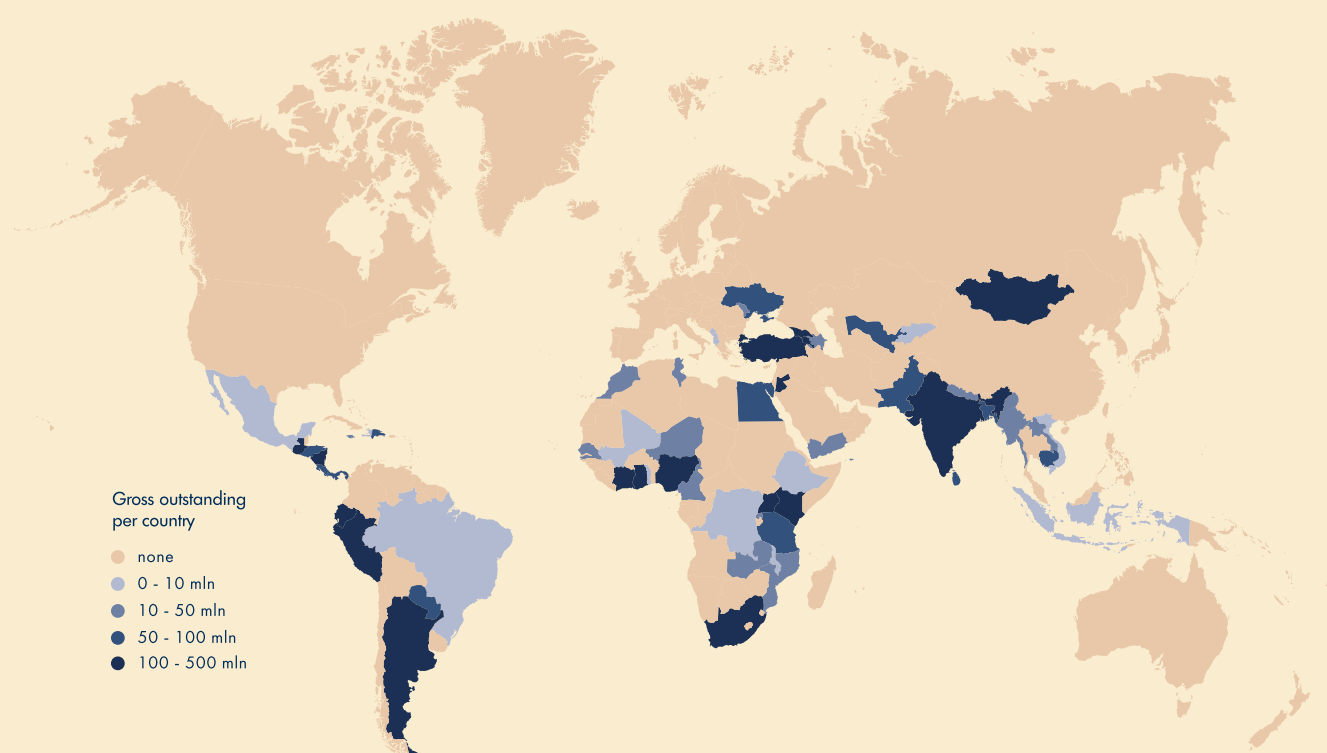 Gross outstanding
per country
none
0 - 10 mln
10 - 50 mln
50 - 100 mln
100 - 500 mln